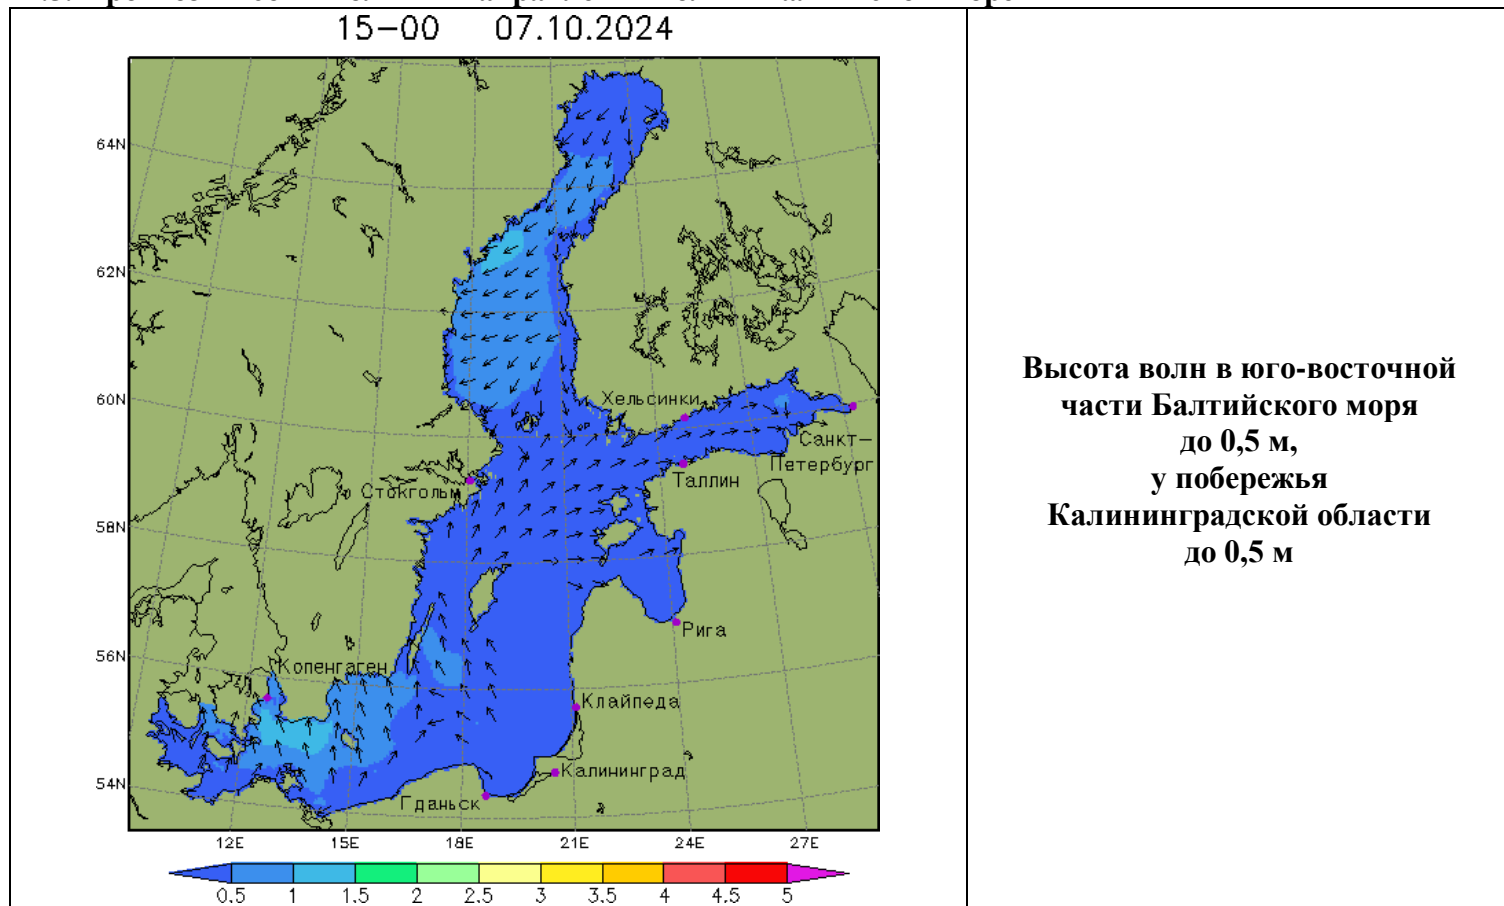 15-00 07.10.2024
64N
62N
60N
58N
56N
54N
Хельсинки
Санкт-
Петербург
Таллин
Стокгольм
Рига
Копенгаген
Клайпеда
Калининград
Гданьск
12E 15E 18E 21E 24E 27E
0,5 1 1,5 2 2,5 3 3,5 4 4,5 5
Высота волн в юго-восточной
части Балтийского моря
до 0,5 м,
у побережья
Калининградской области
до 0,5 м